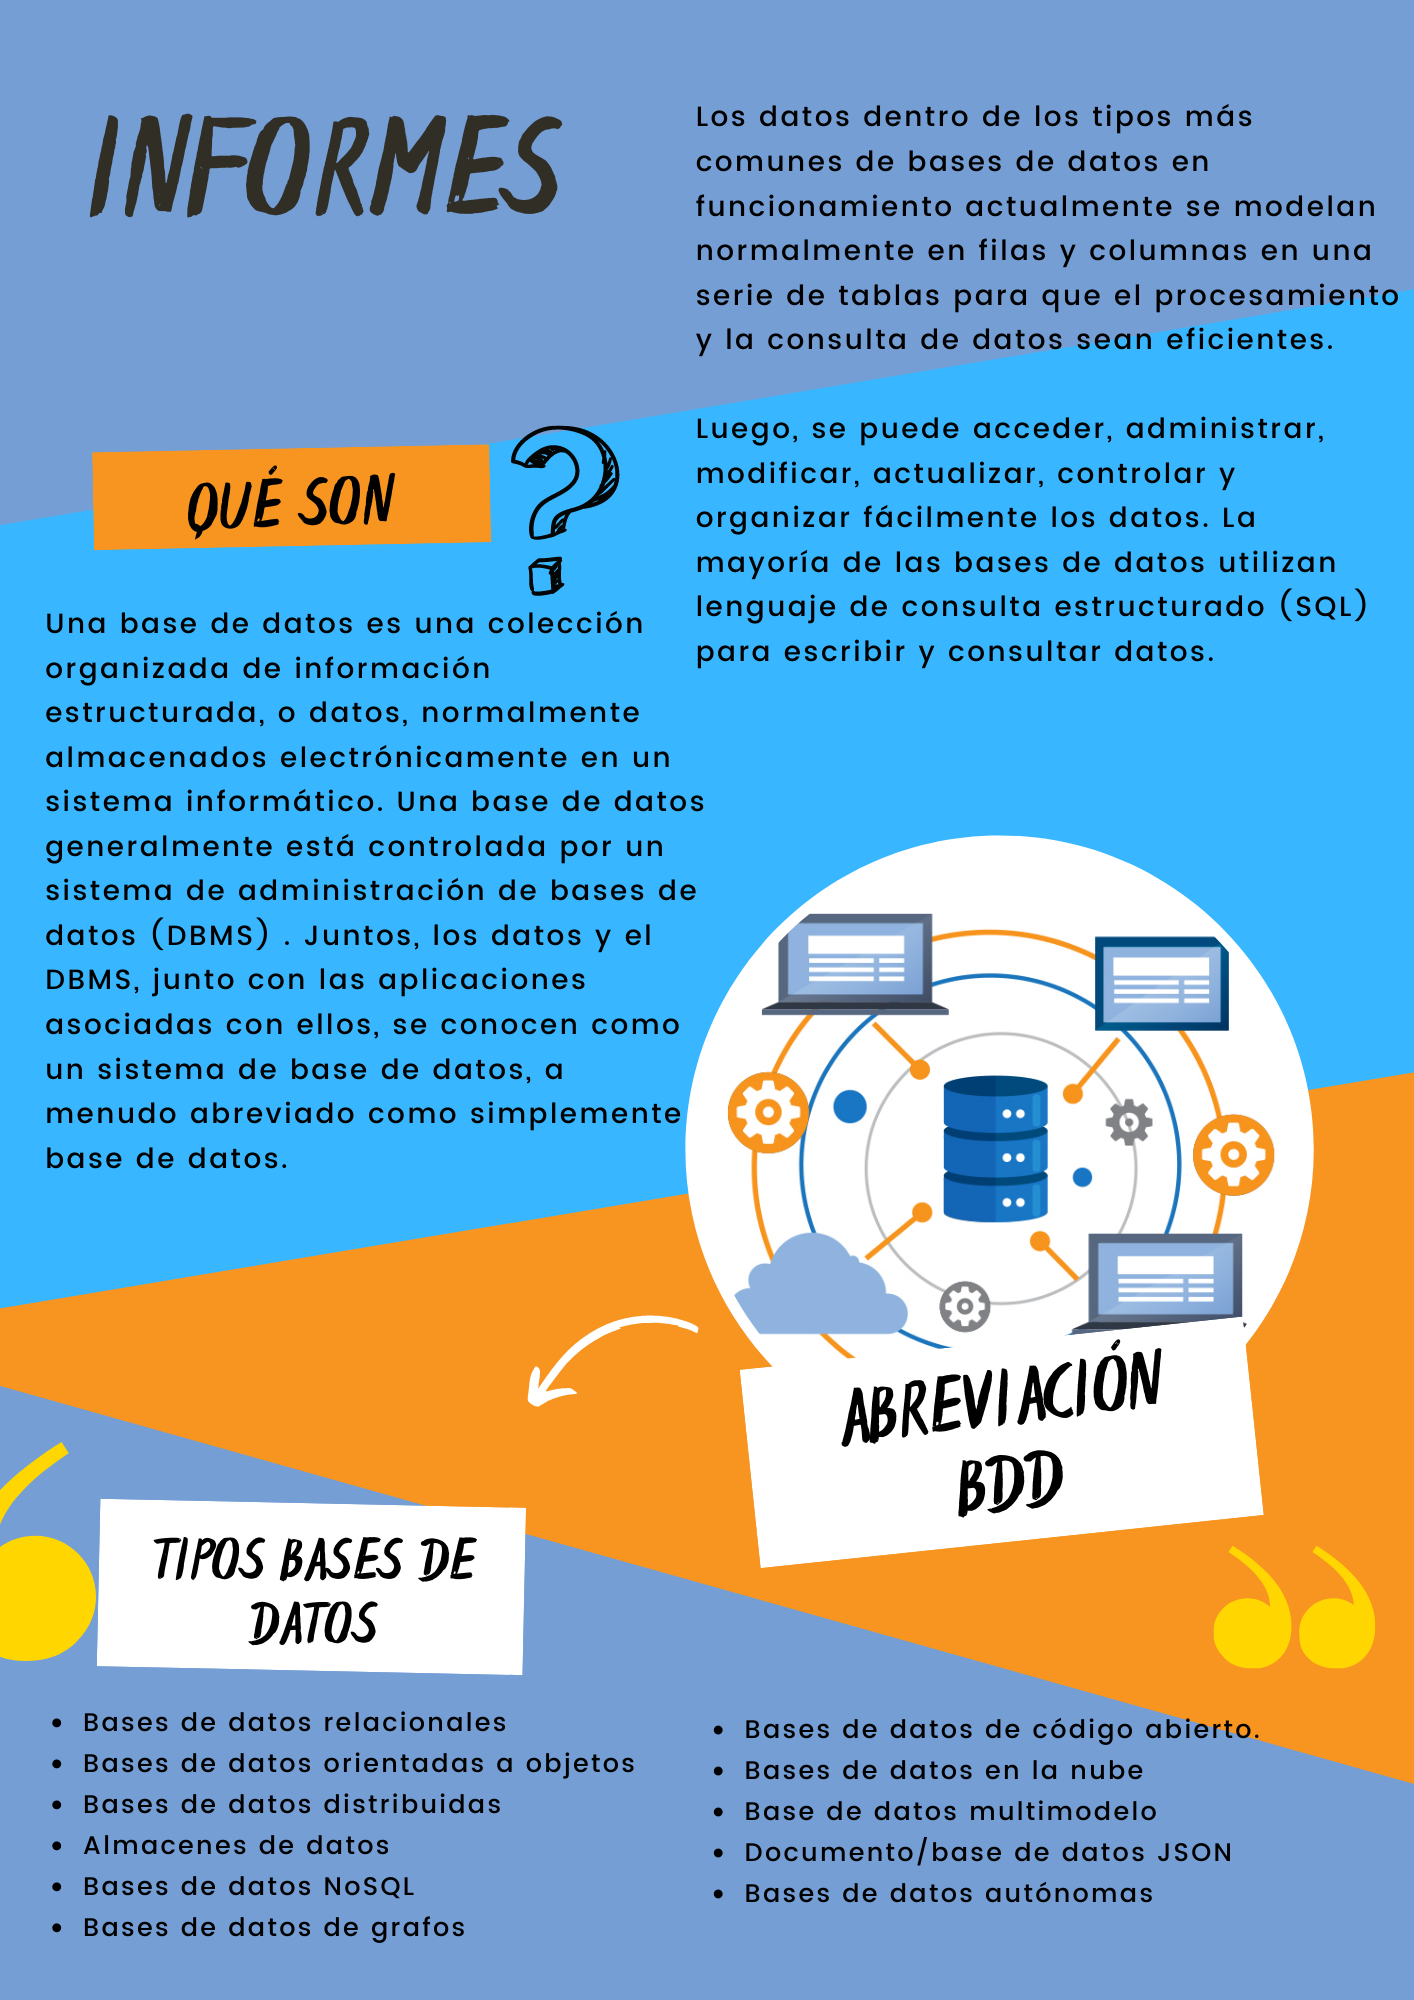 INFORMES
QUÉ SON
?
Una base de datos es una colección
organizada de información
estructurada, o datos, normalmente
almacenados electrónicamente en un
sistema informático. Una base de datos
generalmente está controlada por un
sistema de administración de bases de
datos (DBMS) . Juntos, los datos y el
DBMS, junto con las aplicaciones
asociadas con ellos, se conocen como
un sistema de base de datos, a
menudo abreviado como simplemente
base de datos.
Los datos dentro de los tipos más
comunes de bases de datos en
funcionamiento actualmente se modelan
normalmente en filas y columnas en una
serie de tablas para que el procesamiento
y la consulta de datos sean eficientes.
Luego, se puede acceder, administrar,
modificar, actualizar, controlar y
organizar fácilmente los datos. La
mayoría de las bases de datos utilizan
lenguaje de consulta estructurado (SQL)
para escribir y consultar datos.
ABREVIACIÓN
BDD
TIPOS BASES DE
DATOS
• Bases de datos relacionales
• Bases de datos orientadas a objetos
• Bases de datos distribuidas
• Almacenes de datos
• Bases de datos NoSQL
• Bases de datos de grafos
• Bases de datos de código abierto.
• Bases de datos en la nube
• Base de datos multimodelo
• Documento/base de datos JSON
• Bases de datos autónomas